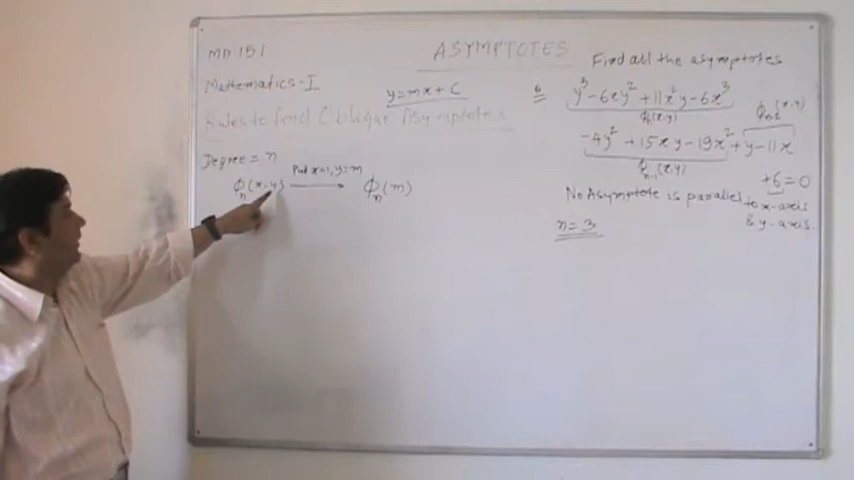 MD 151
ASYMPTOTES
Mathematics-I
y=mx+c
Rules to find Oblique Asymptotes
Degree = n
Put x=1, y=m
ϕn(x,y) → ϕn(m)
Find all the asymptotes
y³-6xy²+11x²y-6x³
ϕn(x,y)
-4y²+15xy-19x²+y-11x
ϕn-1(x,y)
+6=0
No Asymptote is parallel to x-axis
& y-axis.
n=3